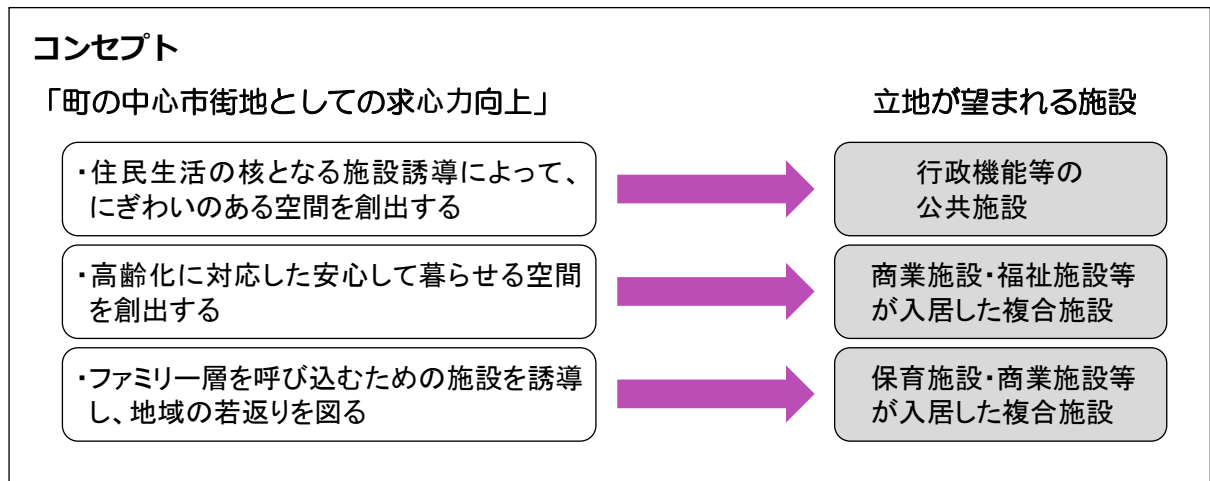 コンセプト
「町の中心市街地としての求心力向上」
立地が望まれる施設
・住民生活の核となる施設誘導によって、
にぎわいのある空間を創出する
行政機能等の
公共施設
・高齢化に対応した安心して暮らせる空間
を創出する
商業施設・福祉施設等
が入居した複合施設
・ファミリー層を呼び込むための施設を誘導
し、地域の若返りを図る
保育施設・商業施設等
が入居した複合施設